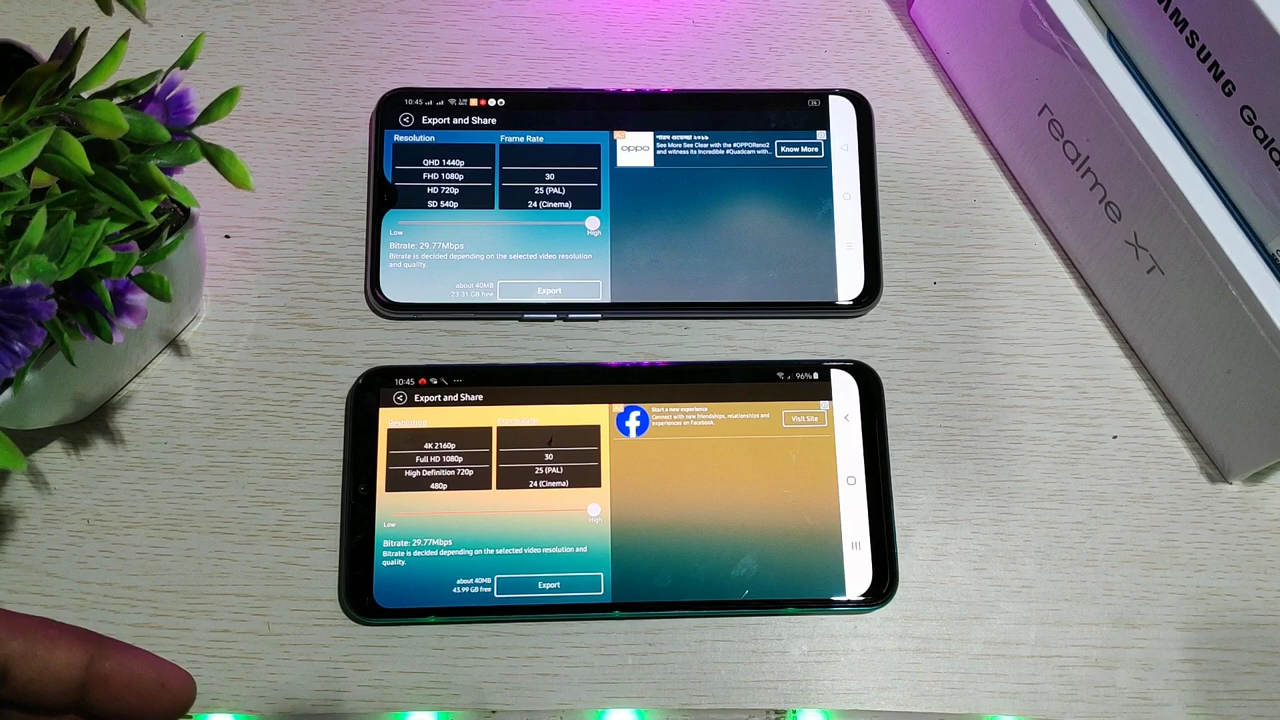 10:45
Export and Share
Resolution
Frame Rate
QHD 1440p
FHD 1080p
HD 720p
SD 540p
30
25 (PAL)
24 (Cinema)
Low
High
Bitrate: 29.77Mbps
Bitrate is decided depending on the selected video resolution
and quality.
about 40MB
23.31 GB free
Export
oppo
See More See Clear with the #OPPOReno2
and witness its Incredible #Quadcam with...
Know More
10:45
96%
Export and Share
Resolution
4K 2160p
Full HD 1080p
High Definition 720p
480p
30
25 (PAL)
24 (Cinema)
Low
High
Bitrate: 29.77Mbps
Bitrate is decided depending on the selected video resolution and
quality.
about 40MB
43.99 GB free
Export
Start a new experience
Connect with new friendships, relationships and
experiences on Facebook.
Visit Site
realme XT
SAMSUNG